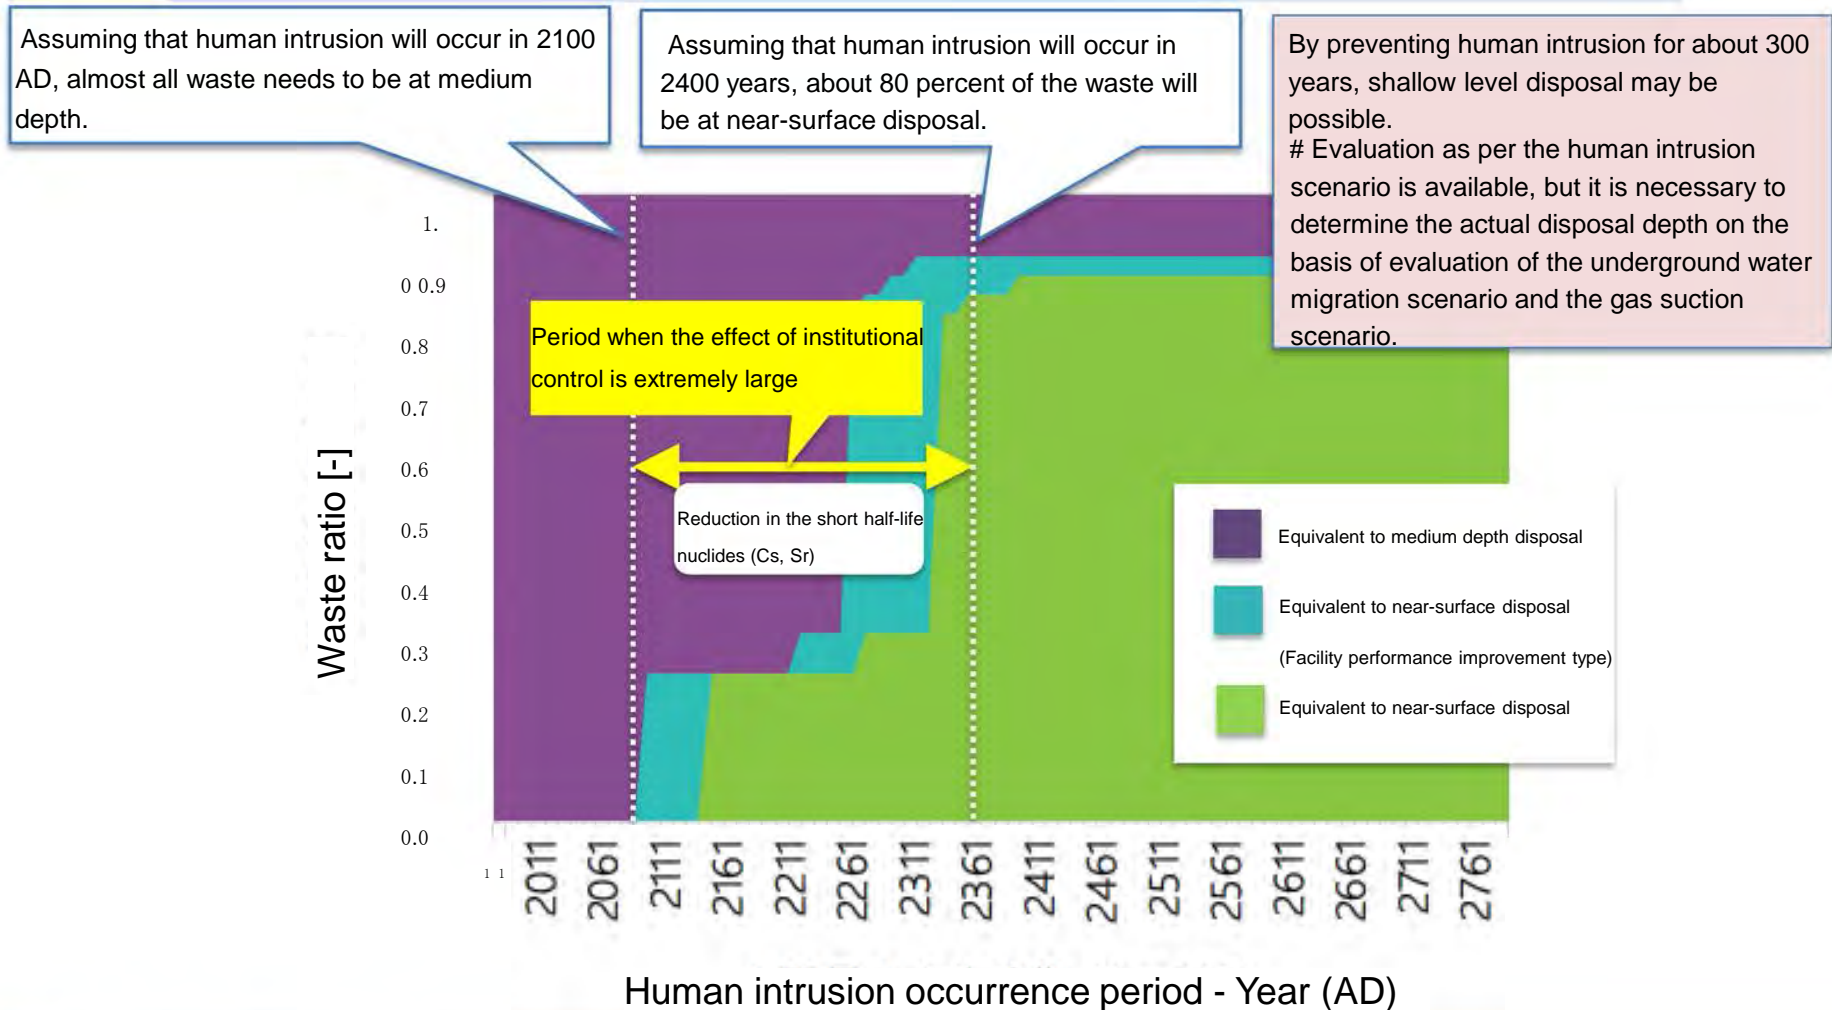 Assuming that human intrusion will occur in 2100
AD, almost all waste needs to be at medium
depth.
Assuming that human intrusion will occur in
2400 years, about 80 percent of the waste will
be at near-surface disposal.
By preventing human intrusion for about 300
years, shallow level disposal may be
possible.
# Evaluation as per the human intrusion
scenario is available, but it is necessary to
determine the actual disposal depth on the
basis of evaluation of the underground water
migration scenario and the gas suction
scenario.
Waste ratio [-]
1.
0 0.9
0.8
0.7
0.6
0.5
0.4
0.3
0.2
0.1
0.0
Period when the effect of institutional
control is extremely large
Reduction in the short half-life
nuclides (Cs, Sr)
Equivalent to medium depth disposal
Equivalent to near-surface disposal
(Facility performance improvement type)
Equivalent to near-surface disposal
1 1
2011
2061
2111
2161
2211
2261
2311
2361
2411
2461
2511
2561
2611
2661
2711
2761
Human intrusion occurrence period - Year (AD)